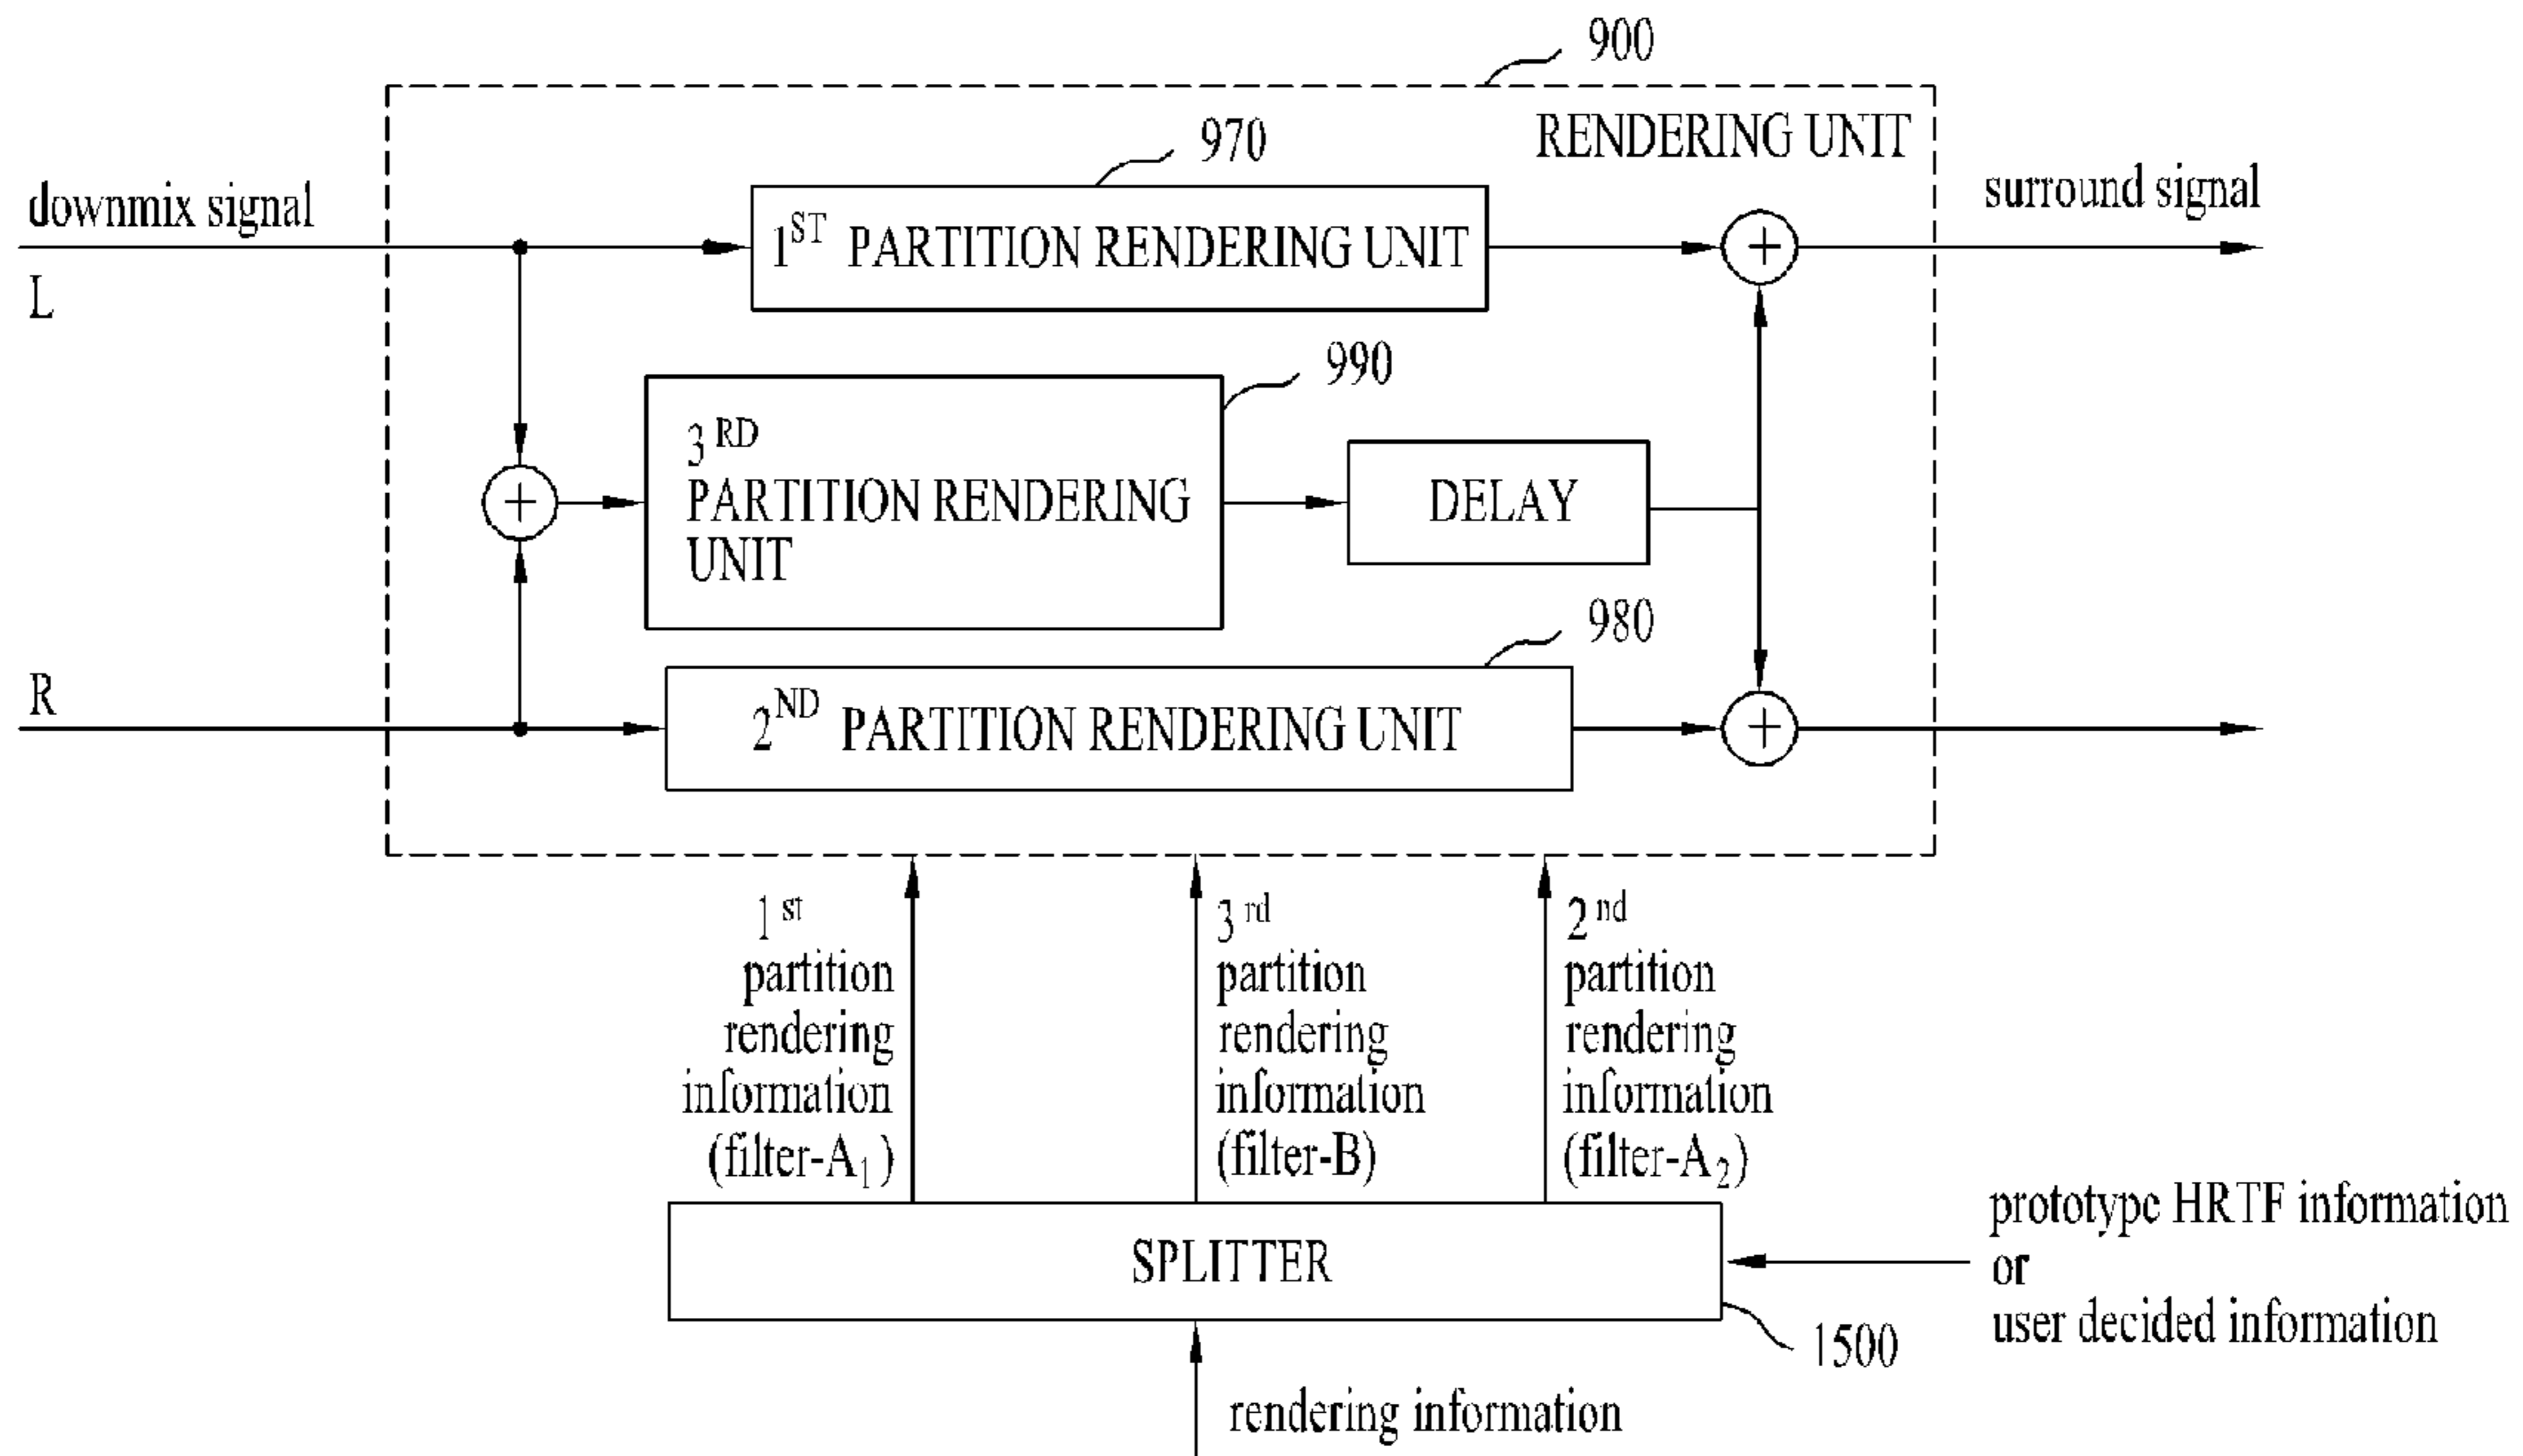 900
RENDERING UNIT
970
downmix signal
L
1ST PARTITION RENDERING UNIT
+
surround signal
990
3RD
PARTITION RENDERING
UNIT
+
DELAY
980
R
2ND PARTITION RENDERING UNIT
+
1st
partition
rendering
information
(filter-A1)
3rd
partition
rendering
information
(filter-B)
2nd
partition
rendering
information
(filter-A2)
SPLITTER
prototype HRTF information
or
user decided information
1500
rendering information